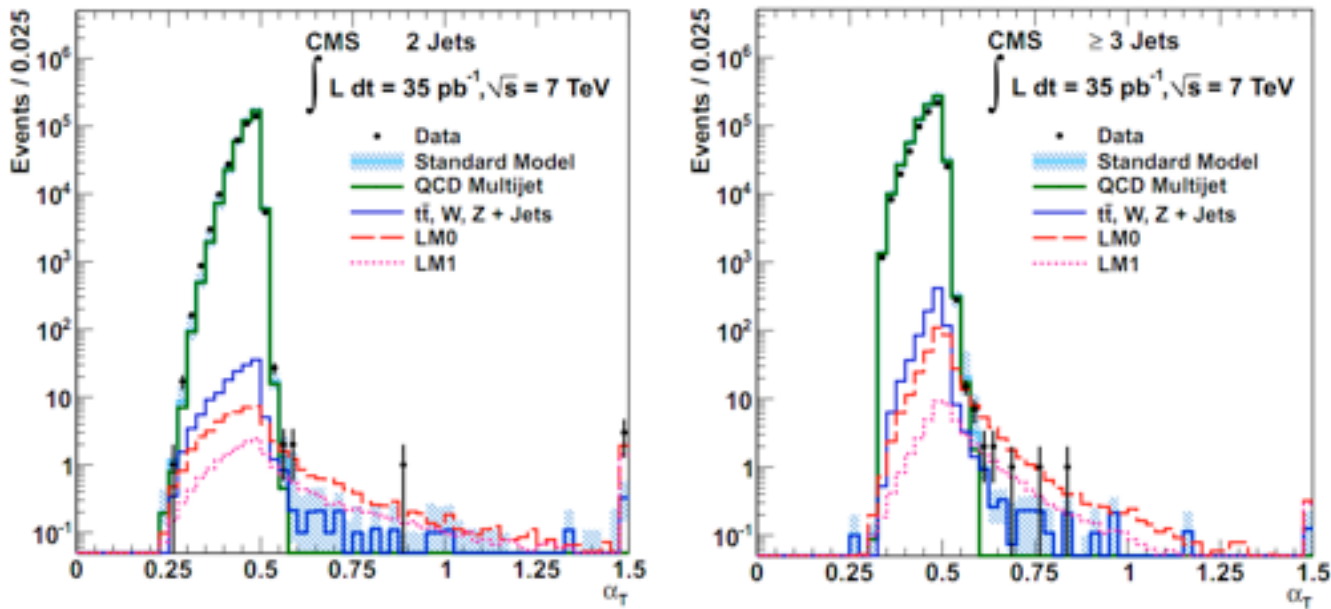 Events / 0.025
10⁶
10⁵
10⁴
10³
10²
10
1
10⁻¹
CMS 2 Jets
∫ L dt = 35 pb⁻¹, √s = 7 TeV
Data
Standard Model
QCD Multijet
tt̄, W, Z + Jets
LM0
LM1
0 0.25 0.5 0.75 1 1.25 1.5
α_T
Events / 0.025
10⁶
10⁵
10⁴
10³
10²
10
1
10⁻¹
CMS ≥ 3 Jets
∫ L dt = 35 pb⁻¹, √s = 7 TeV
Data
Standard Model
QCD Multijet
tt̄, W, Z + Jets
LM0
LM1
0 0.25 0.5 0.75 1 1.25 1.5
α_T